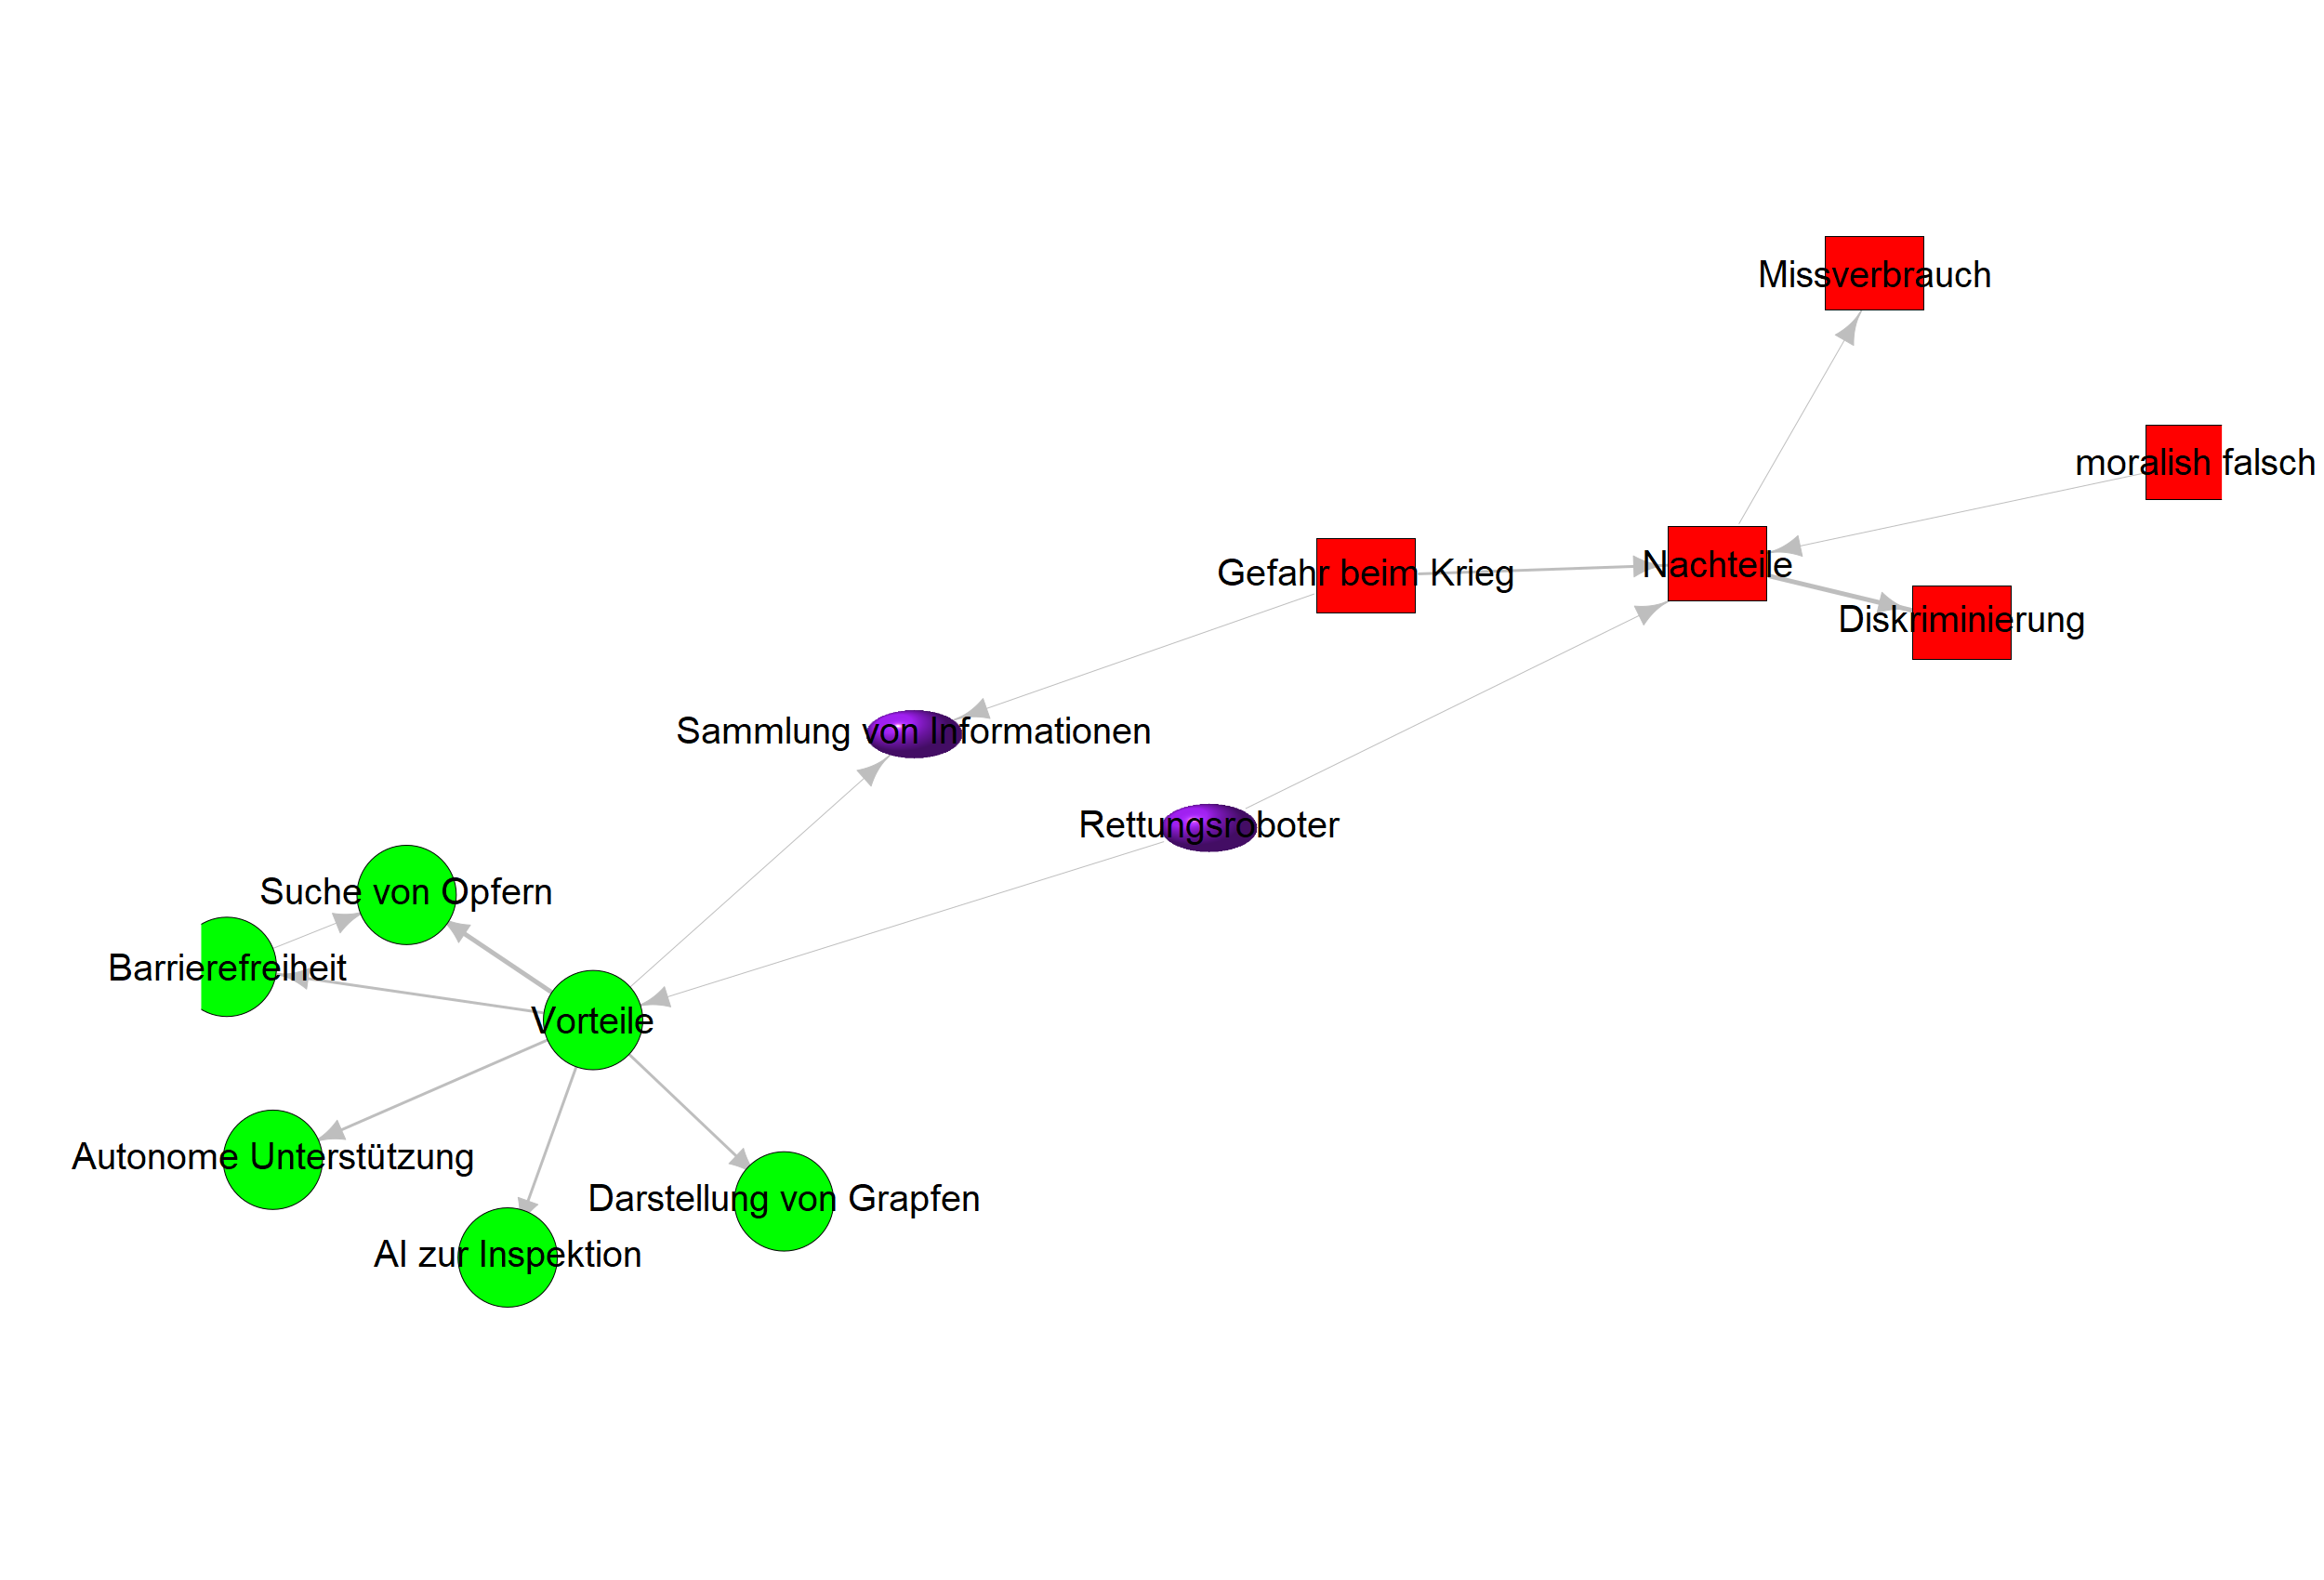 Missverbrauch
moralish falsch
Nachteile
Gefahr beim Krieg
Diskriminierung
Sammlung von Informationen
Rettungsroboter
Suche von Opfern
Barrierefreiheit
Vorteile
Autonome Unterstützung
Darstellung von Grapfen
AI zur Inspektion